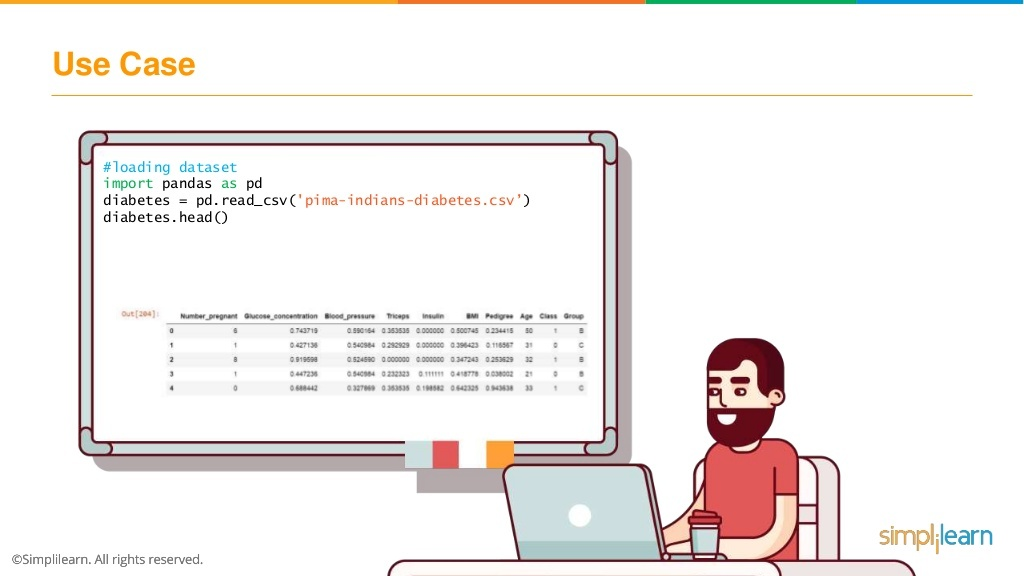 Use Case
#loading dataset
import pandas as pd
diabetes = pd.read_csv('pima-indians-diabetes.csv')
diabetes.head()
Out[204]:
Number_pregnant Glucose_concentration Blood_pressure Triceps Insulin BMI Pedigree Age Class Group
0 6 0.743719 0.590164 0.353535 0.000000 0.500745 0.234415 50 1 B
1 1 0.427136 0.540984 0.292929 0.000000 0.396423 0.116567 31 0 C
2 8 0.919598 0.524590 0.000000 0.000000 0.347243 0.253629 32 1 B
3 1 0.447236 0.540984 0.232323 0.111111 0.418778 0.038002 21 0 B
4 0 0.688442 0.327869 0.353535 0.198582 0.642325 0.943638 33 1 C
simplilearn
©Simplilearn. All rights reserved.